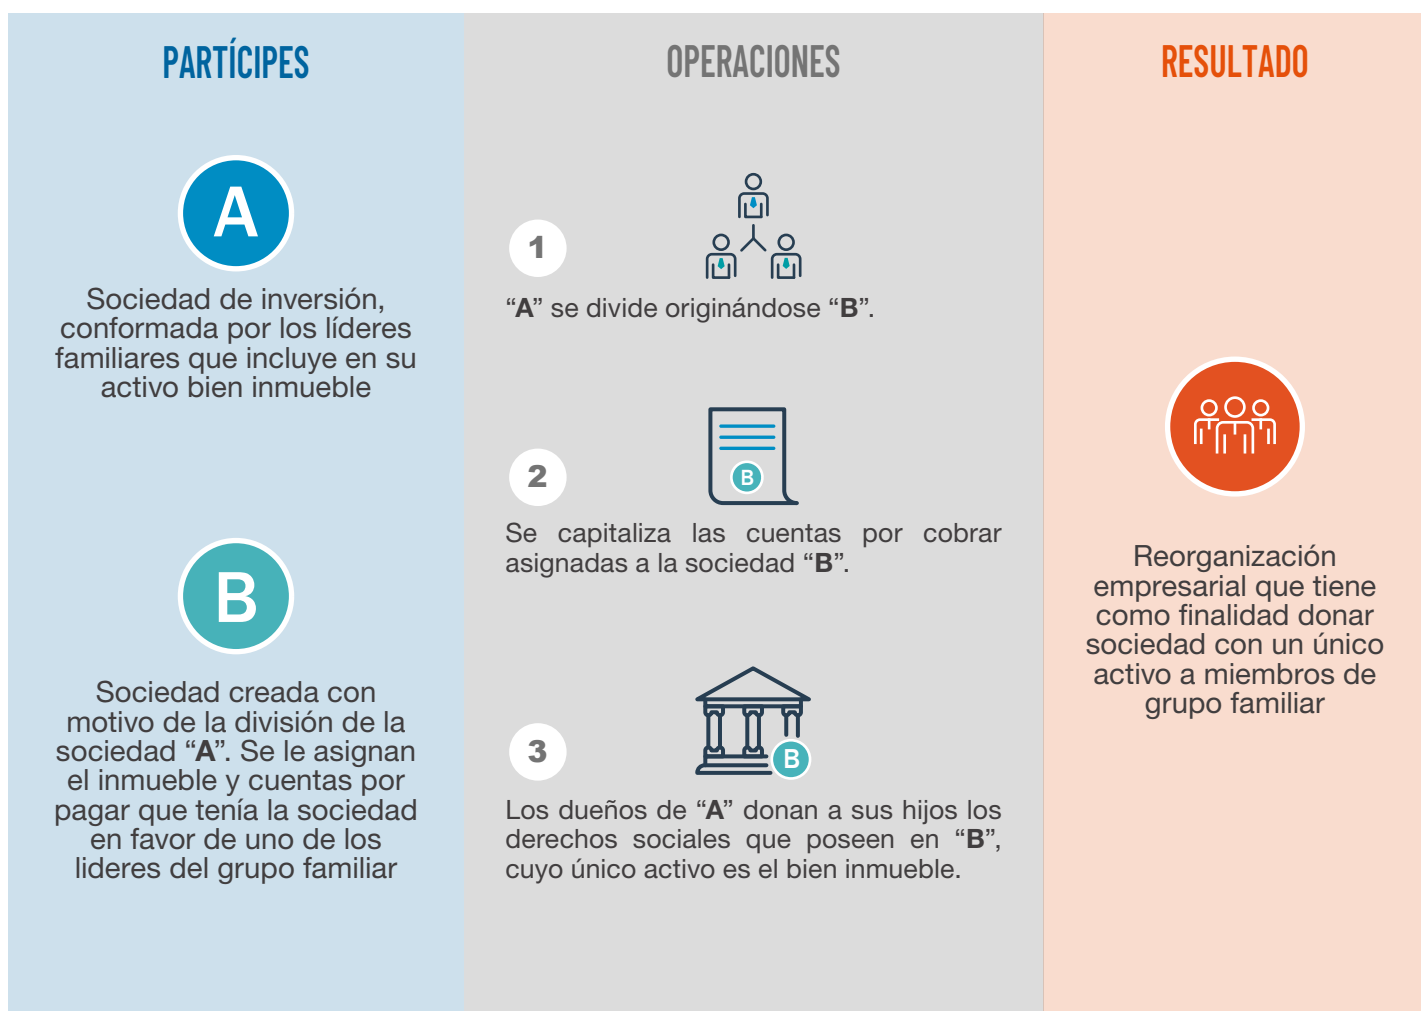 PARTÍCIPES
A
Sociedad de inversión,
conformada por los líderes
familiares que incluye en su
activo bien inmueble
B
Sociedad creada con
motivo de la división de la
sociedad “A”. Se le asignan
el inmueble y cuentas por
pagar que tenía la sociedad
en favor de uno de los
lideres del grupo familiar
OPERACIONES
1
“A” se divide originándose “B”.
2
B
Se capitaliza las cuentas por cobrar
asignadas a la sociedad “B”.
3
B
Los dueños de “A” donan a sus hijos los
derechos sociales que poseen en “B”,
cuyo único activo es el bien inmueble.
RESULTADO
Reorganización
empresarial que tiene
como finalidad donar
sociedad con un único
activo a miembros de
grupo familiar